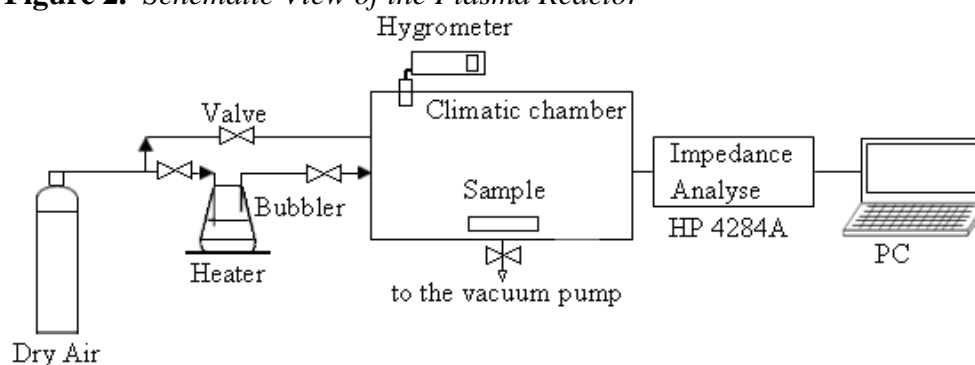 Figure 2. Schematic View of the Plasma Reactor
Hygrometer
Valve
Climatic chamber
Impedance
Analyse
HP 4284A
Sample
Bubbler
Heater
PC
to the vacuum pump
Dry Air